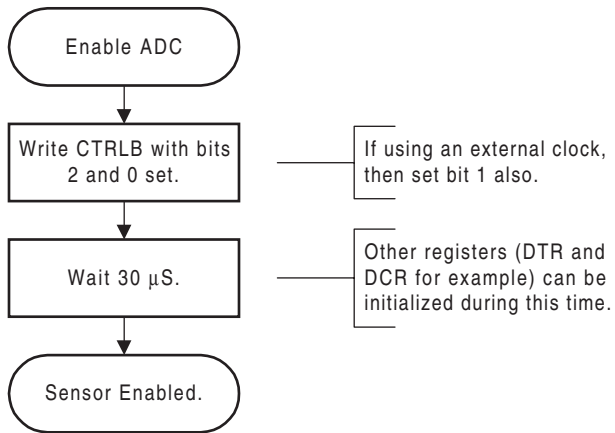 Enable ADC
Write CTRLB with bits
2 and 0 set.
If using an external clock,
then set bit 1 also.
Wait 30 μS.
Other registers (DTR and
DCR for example) can be
initialized during this time.
Sensor Enabled.